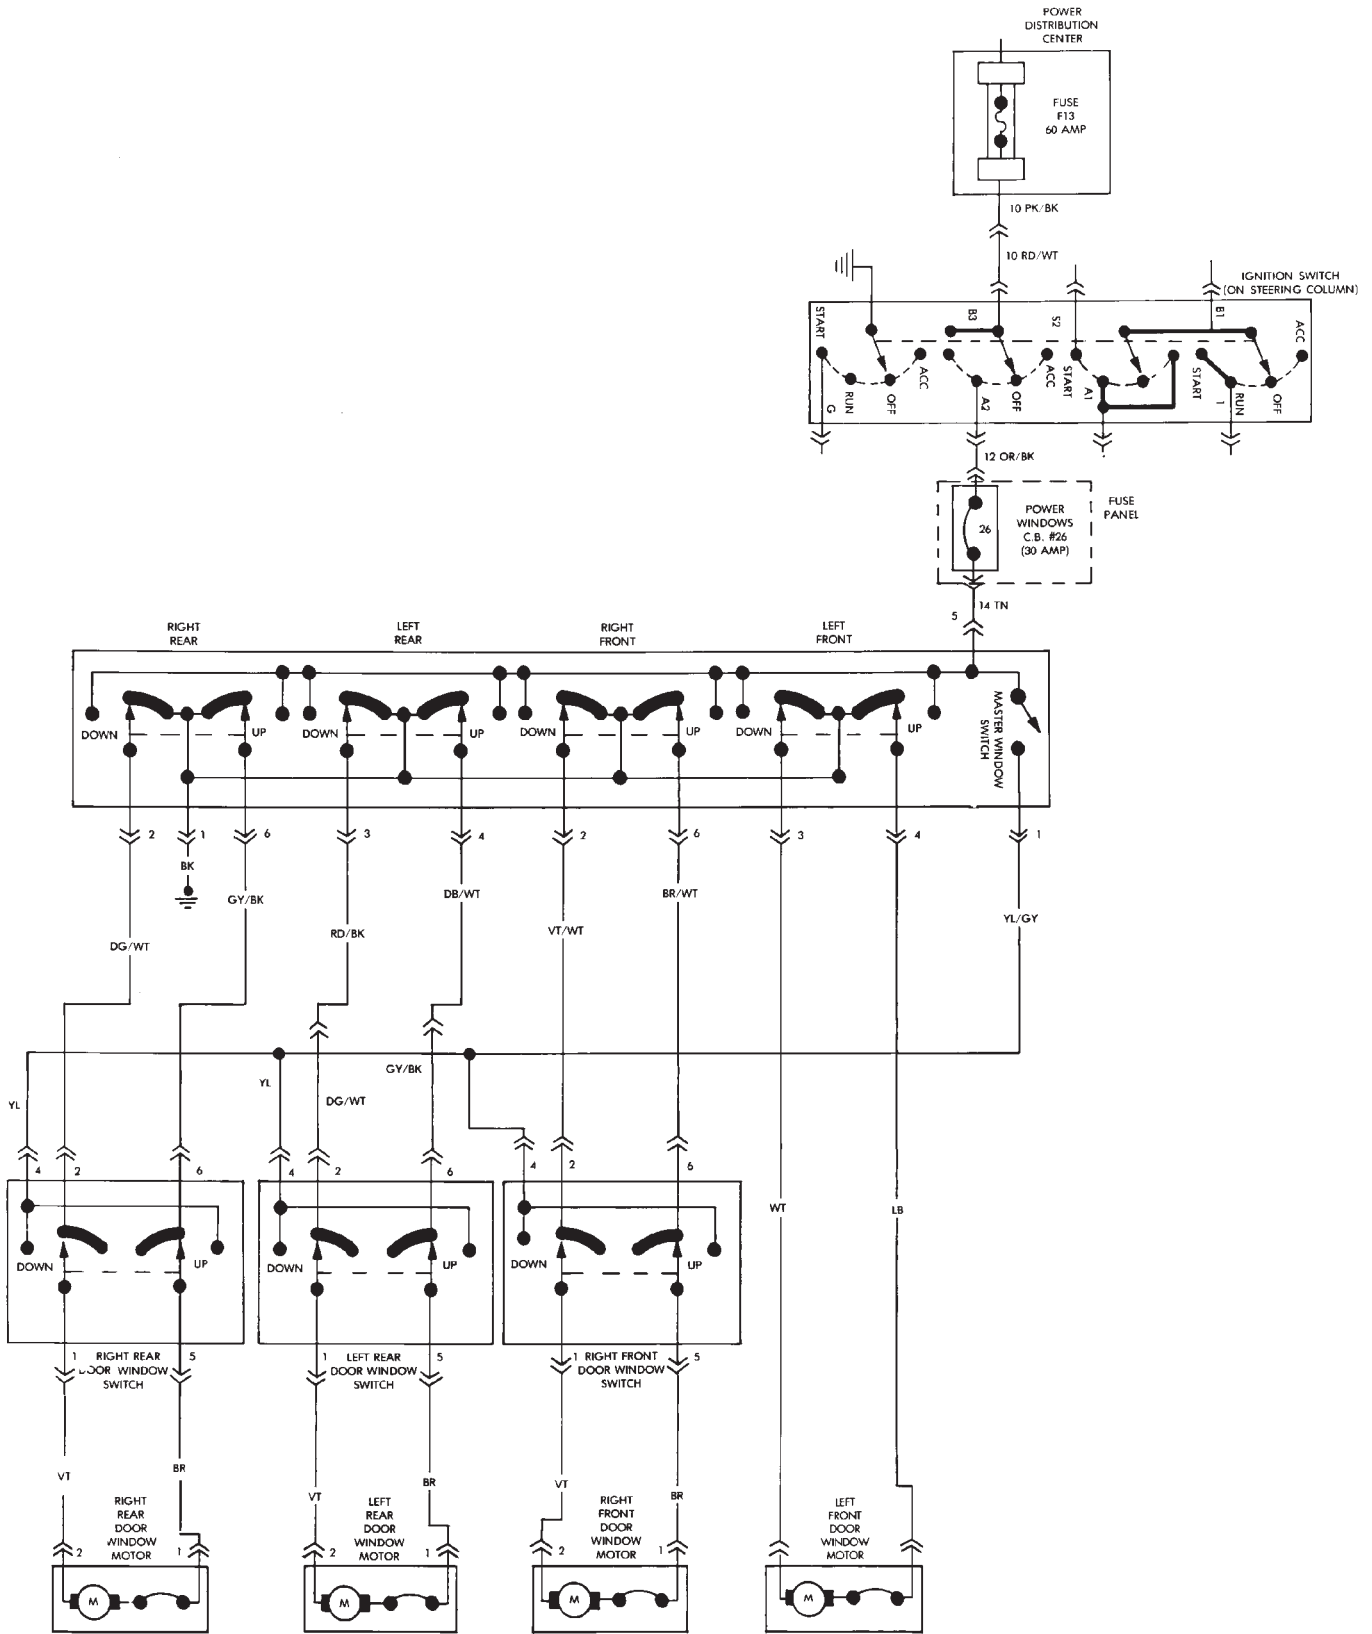 POWER
DISTRIBUTION
CENTER
FUSE
F13
60 AMP
10 PK/BK
10 RD/WT
IGNITION SWITCH
(ON STEERING COLUMN)
START
B3
S2
B1
ACC
G
RUN
OFF
ACC
A2
OFF
ACC
START
A1
START
1
RUN
OFF
12 OR/BK
26
POWER
WINDOWS
C.B. #26
(30 AMP)
FUSE
PANEL
14 TN
5
RIGHT
REAR
LEFT
REAR
RIGHT
FRONT
LEFT
FRONT
DOWN
UP
DOWN
UP
DOWN
UP
DOWN
UP
MASTER WINDOW
SWITCH
2
1
6
3
4
2
6
3
4
1
BK
GY/BK
DB/WT
BR/WT
YL/GY
DG/WT
RD/BK
VT/WT
GY/BK
YL
DG/WT
YL
4
2
6
4
2
6
4
2
6
WT
LB
DOWN
UP
DOWN
UP
DOWN
UP
1
RIGHT REAR
DOOR WINDOW
SWITCH
5
1
LEFT REAR
DOOR WINDOW
SWITCH
5
1
RIGHT FRONT
DOOR WINDOW
SWITCH
5
VT
BR
VT
BR
VT
BR
RIGHT
REAR
DOOR
WINDOW
MOTOR
LEFT
REAR
DOOR
WINDOW
MOTOR
RIGHT
FRONT
DOOR
WINDOW
MOTOR
LEFT
FRONT
DOOR
WINDOW
MOTOR
2
1
2
1
2
1
M
M
M
M